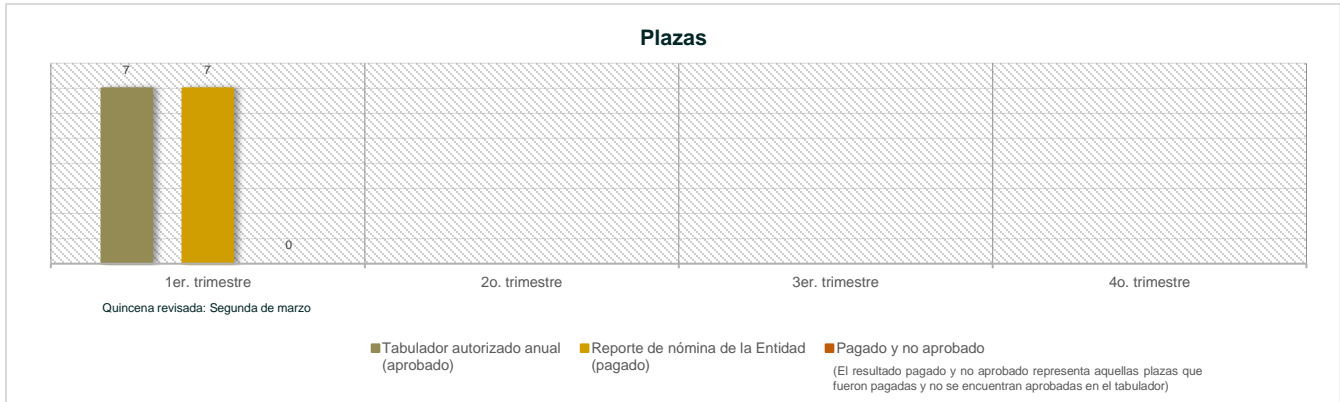 Plazas
7
7
0
1er. trimestre
2o. trimestre
3er. trimestre
4o. trimestre
Quincena revisada: Segunda de marzo
Tabulador autorizado anual
(aprobado)
Reporte de nómina de la Entidad
(pagado)
Pagado y no aprobado
(El resultado pagado y no aprobado representa aquellas plazas que
fueron pagadas y no se encuentran aprobadas en el tabulador)